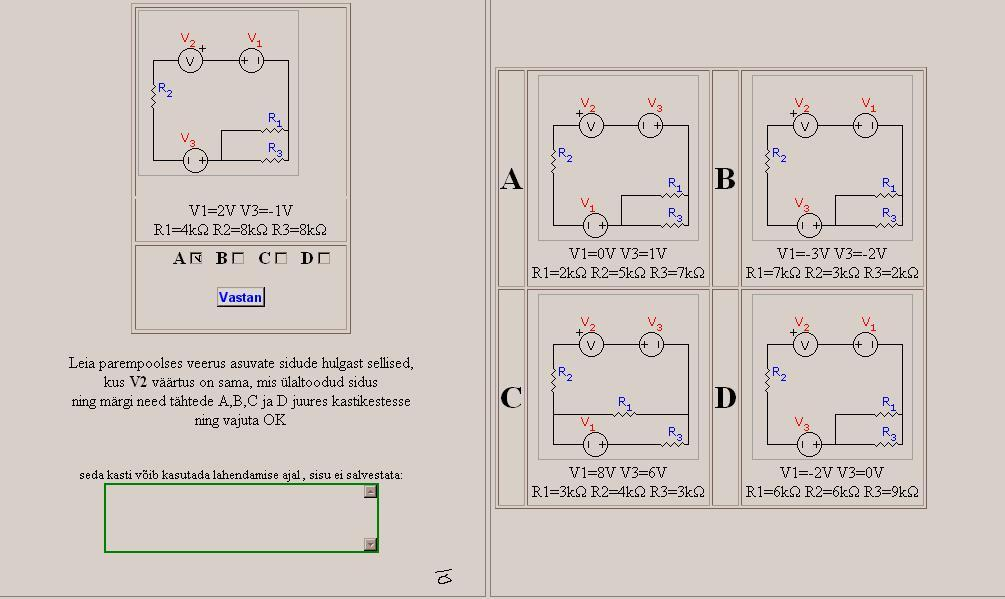 V2 + V1
V + I
R2
R1
V3
R3
I +
V1=2V V3=-1V
R1=4kΩ R2=8kΩ R3=8kΩ
A B C D
Vastan
Leia parempoolses veerus asuvate sidude hulgast sellised,
kus V2 väärtus on sama, mis ülaltoodud sidus
ning märgi need tähtede A,B,C ja D juures kastikestesse
ning vajuta OK
seda kasti võib kasutada lahendamise ajal, sisu ei salvestata:
A
V2 V3
+ V I +
R2
R1
V1
R3
I +
V1=0V V3=1V
R1=2kΩ R2=5kΩ R3=7kΩ
B
V2 V1
+ V + I
R2
R1
V3
R3
I +
V1=-3V V3=-2V
R1=7kΩ R2=3kΩ R3=2kΩ
C
V2 V3
+ V + I
R2
R1
V1
R3
I +
V1=8V V3=6V
R1=3kΩ R2=4kΩ R3=3kΩ
D
V2 V1
+ V + I
R2
R1
V3
R3
I +
V1=-2V V3=0V
R1=6kΩ R2=6kΩ R3=9kΩ